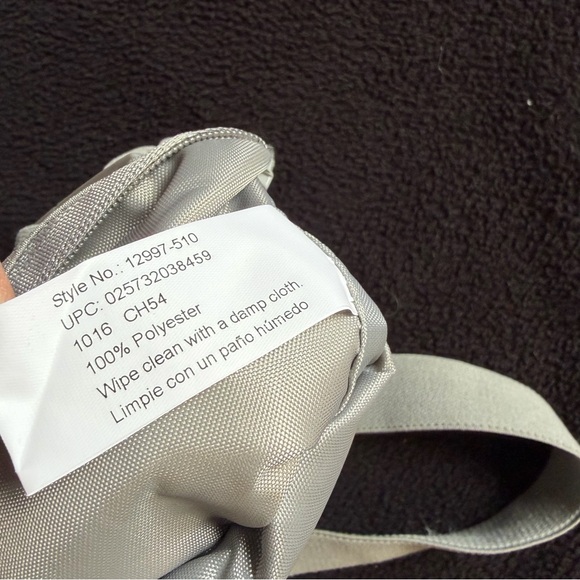 Style No.: 12997-510
UPC: 025732038459
1016 CH54
100% Polyester
Wipe clean with a damp cloth.
Limpie con un paño húmedo